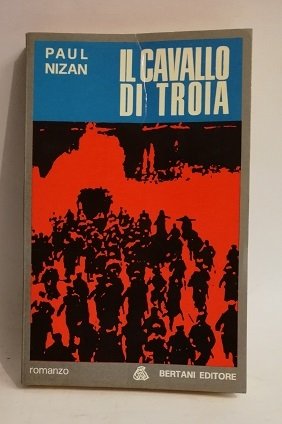 PAUL
NIZAN
IL CAVALLO
DI TROIA
romanzo
BERTANI EDITORE